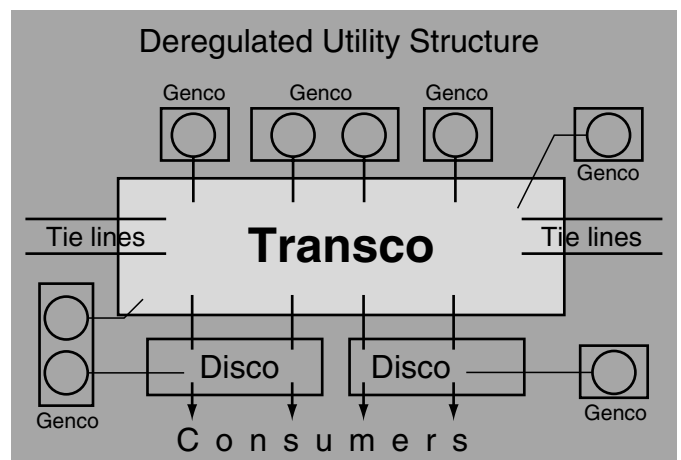 Deregulated Utility Structure
Genco Genco Genco
Genco
Tie lines Transco Tie lines
Disco Disco
Genco Genco
Consumers